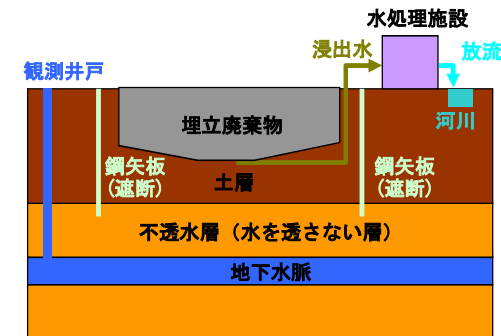 水処理施設
浸出水
放流
観測井戸
河川
埋立廃棄物
鋼矢板
(遮断)
鋼矢板
(遮断)
土層
不透水層（水を透さない層）
地下水脈